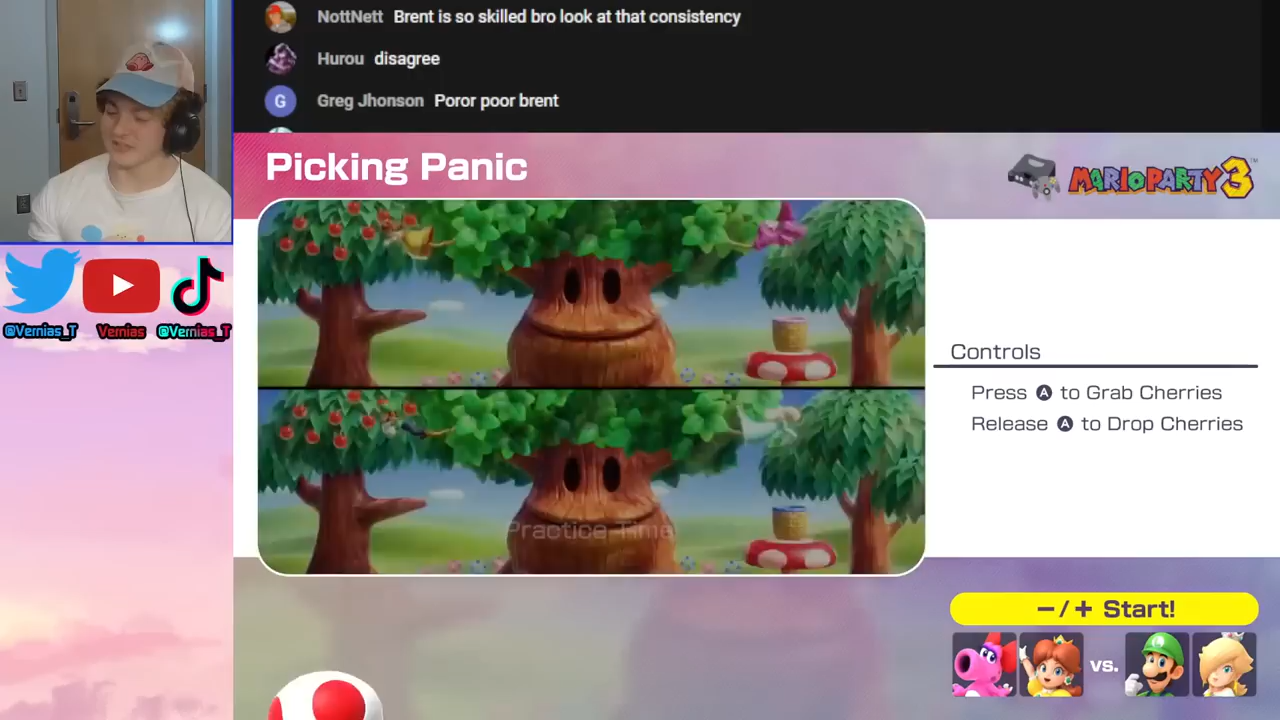 NottNett Brent is so skilled bro look at that consistency
Hurou disagree
G Greg Jhonson Poror poor brent
Picking Panic
MARIO PARTY 3™
@Vernias_T
Vernias
@Vernias_T
Controls
Press A to Grab Cherries
Release A to Drop Cherries
Practice Time
−/+ Start!
vs.